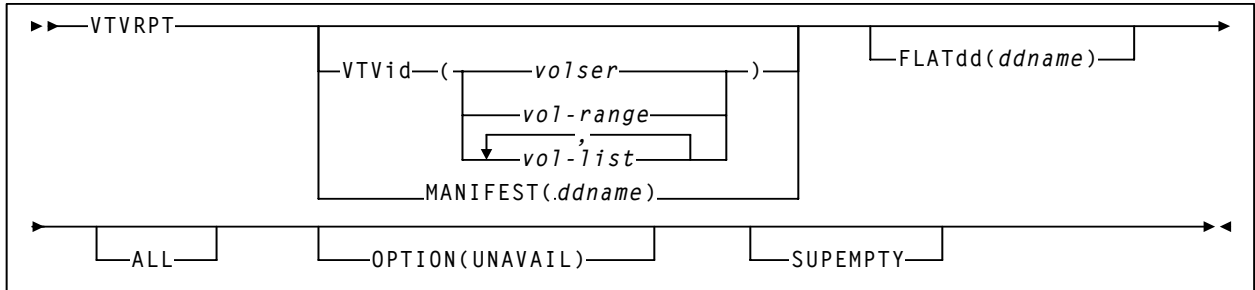 VTVRPT
VTVid ( volser )
FLATdd(ddname)
vol-range
,
vol-list
MANIFEST(.ddname)
ALL
OPTION(UNAVAIL)
SUPEMPTY